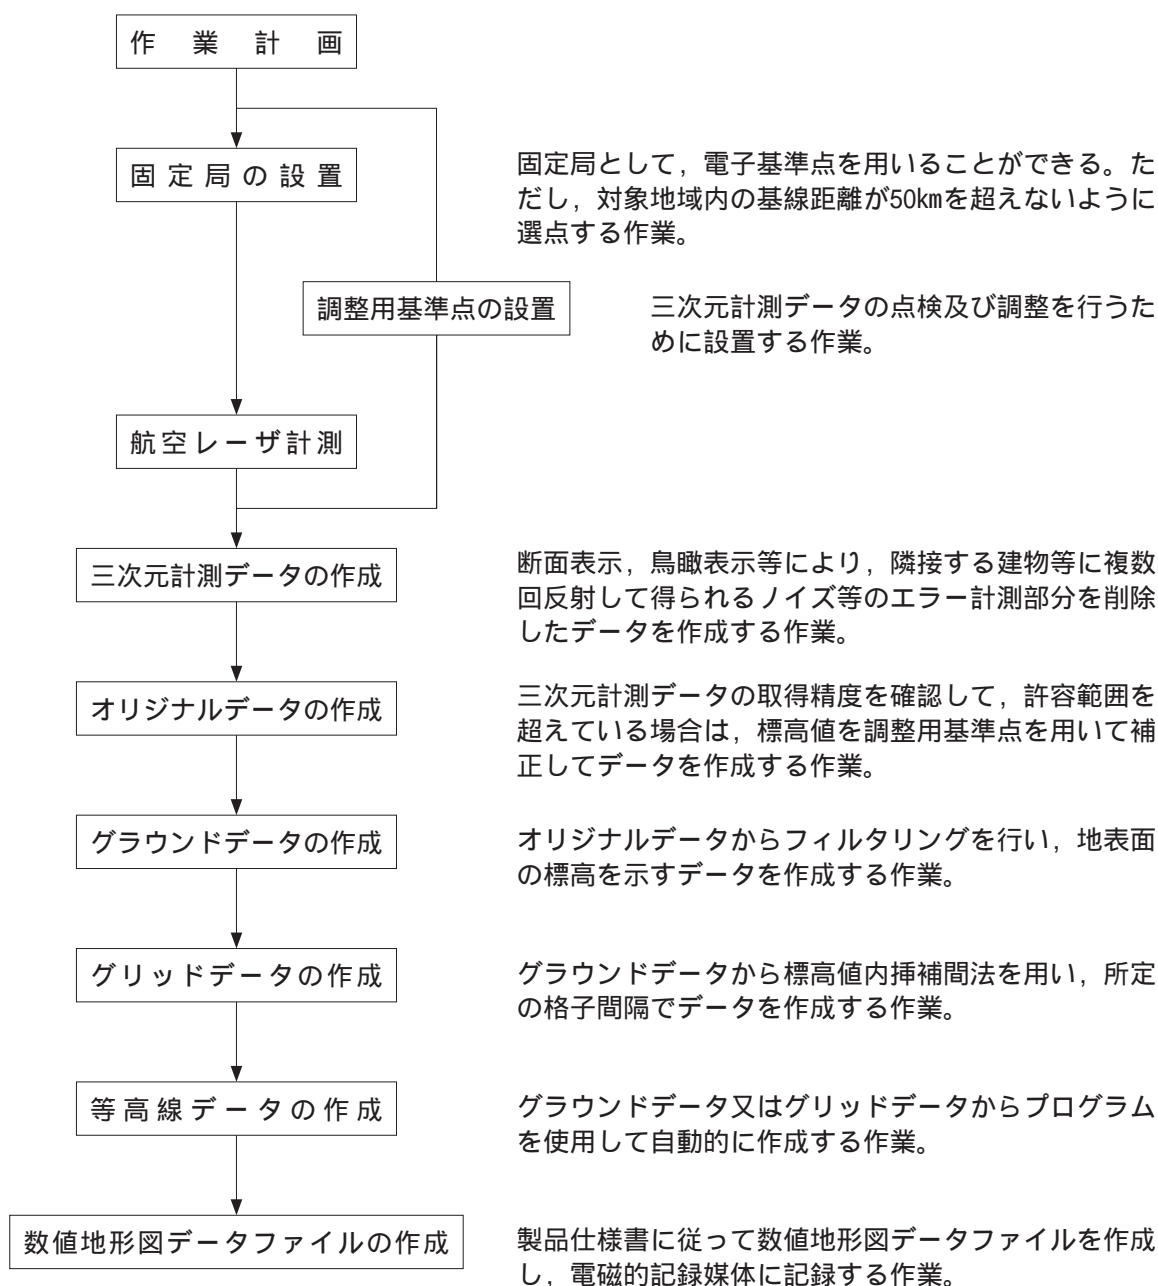 作業計画
固定局の設置
固定局として，電子基準点を用いることができる。た
だし，対象地域内の基線距離が50㎞を超えないように
選点する作業。
調整用基準点の設置
三次元計測データの点検及び調整を行うた
めに設置する作業。
航空レーザ計測
三次元計測データの作成
断面表示，鳥瞰表示等により，隣接する建物等に複数
回反射して得られるノイズ等のエラー計測部分を削除
したデータを作成する作業。
オリジナルデータの作成
三次元計測データの取得精度を確認して，許容範囲を
超えている場合は，標高値を調整用基準点を用いて補
正してデータを作成する作業。
グラウンドデータの作成
オリジナルデータからフィルタリングを行い，地表面
の標高を示すデータを作成する作業。
グリッドデータの作成
グラウンドデータから標高値内挿補間法を用い，所定
の格子間隔でデータを作成する作業。
等高線データの作成
グラウンドデータ又はグリッドデータからプログラム
を使用して自動的に作成する作業。
数値地形図データファイルの作成
製品仕様書に従って数値地形図データファイルを作成
し，電磁的記録媒体に記録する作業。